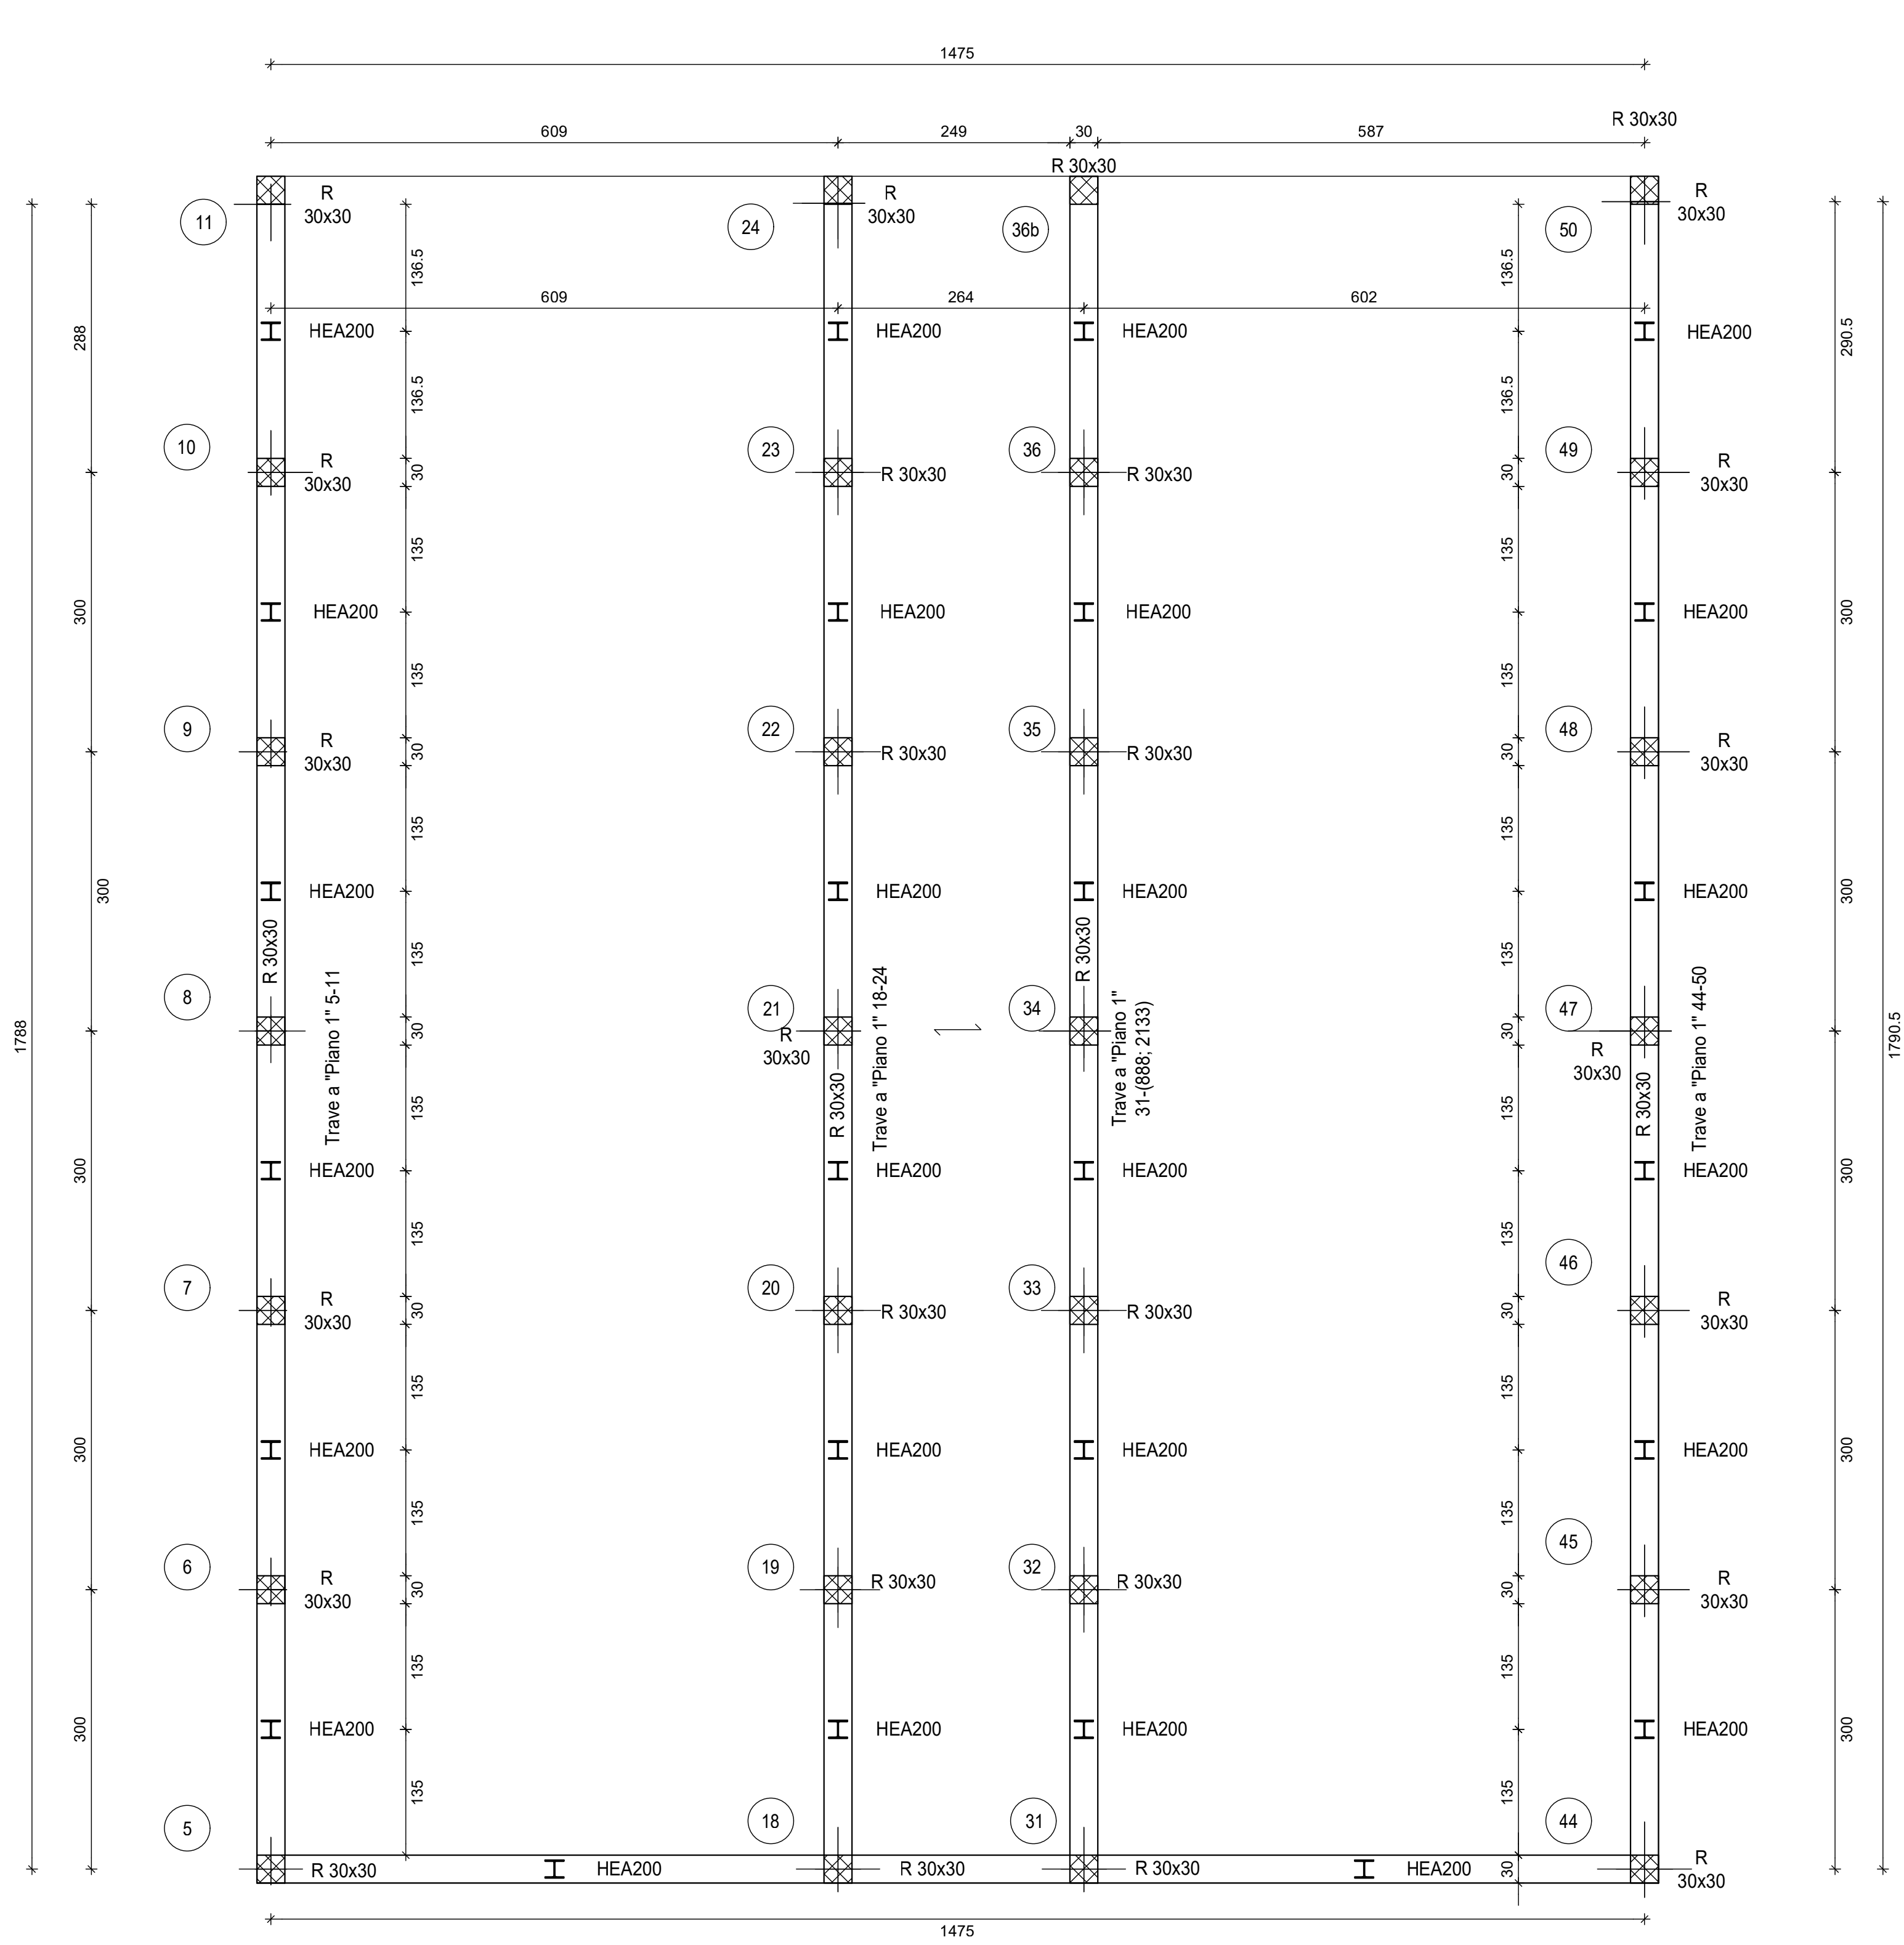 1475
R 30x30
609
249
30
587
R 30x30
R
30x30
R
30x30
R
30x30
11
24
36b
50
136.5
136.5
609
264
602
288
HEA200
HEA200
HEA200
HEA200
290.5
136.5
136.5
10
23
36
49
R
30x30
30
R 30x30
R 30x30
30
R
30x30
135
135
300
HEA200
HEA200
HEA200
HEA200
300
135
135
9
22
35
48
R
30x30
30
R 30x30
R 30x30
30
R
30x30
135
135
300
HEA200
HEA200
HEA200
HEA200
300
R 30x30
135
R 30x30
135
8
21
34
47
1788
Trave a "Piano 1" 5-11
30
R
30x30
Trave a "Piano 1" 18-24
Trave a "Piano 1"
31-(888; 2133)
30
R
30x30
Trave a "Piano 1" 44-50
1790.5
135
R 30x30
135
R 30x30
300
HEA200
HEA200
HEA200
HEA200
300
135
135
7
20
33
46
R
30x30
30
R 30x30
R 30x30
30
R
30x30
135
135
300
HEA200
HEA200
HEA200
HEA200
300
135
135
6
19
32
45
R
30x30
30
R 30x30
R 30x30
30
R
30x30
135
135
300
HEA200
HEA200
HEA200
HEA200
300
135
135
5
18
31
44
R 30x30
HEA200
R 30x30
R 30x30
HEA200
30
R
30x30
1475